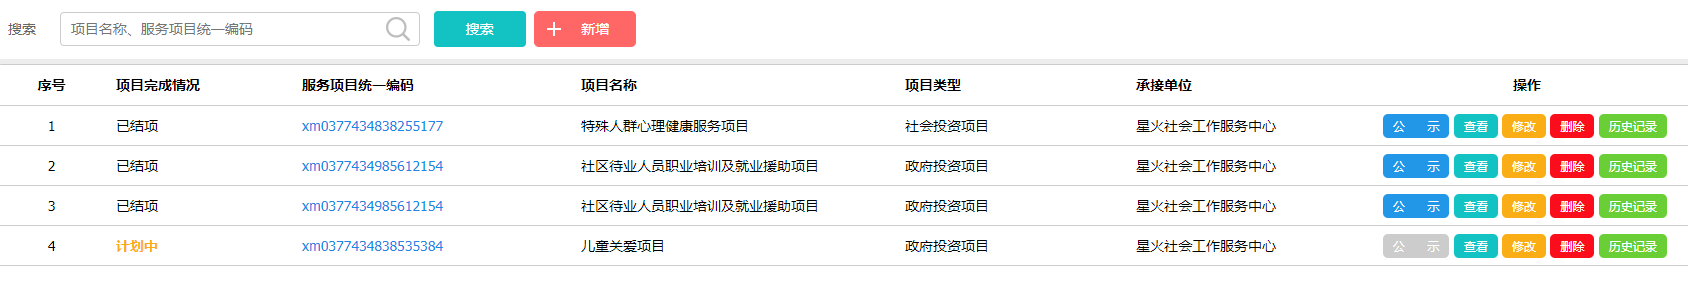 搜索 项目名称、服务项目统一编码 搜索 新增
序号 项目完成情况 服务项目统一编码 项目名称 项目类型 承接单位 操作
1 已结项 xm0377434838255177 特殊人群心理健康服务项目 社会投资项目 星火社会工作服务中心 公 示 查看 修改 删除 历史记录
2 已结项 xm0377434985612154 社区待业人员职业培训及就业援助项目 政府投资项目 星火社会工作服务中心 公 示 查看 修改 删除 历史记录
3 已结项 xm0377434985612154 社区待业人员职业培训及就业援助项目 政府投资项目 星火社会工作服务中心 公 示 查看 修改 删除 历史记录
4 计划中 xm0377434838535384 儿童关爱项目 政府投资项目 星火社会工作服务中心 公 示 查看 修改 删除 历史记录